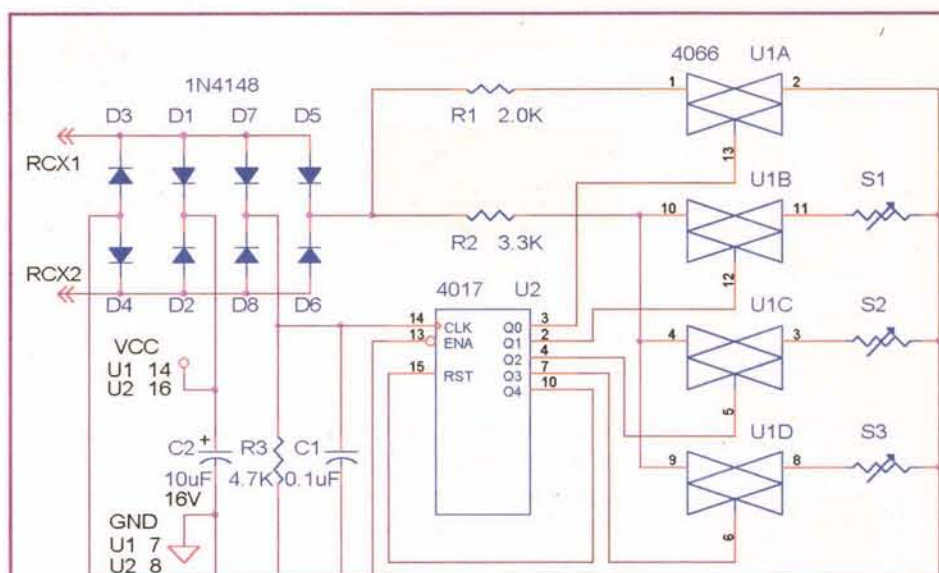 4066 U1A
1 2
1N4148
D3 D1 D7 D5
R1 2.0K
13
RCX1
U1B S1
10 11
R2 3.3K
12
RCX2
D4 D2 D8 D6
4017 U2
U1C S2
14 CLK Q0 3
13 ENA Q1 2
4 3
Q2 4
15 RST Q3 7
Q4 10
VCC
U1 14
U2 16
5
U1D S3
C2 + R3 C1
10uF 4.7K 0.1uF
16V
9 8
GND
U1 7
U2 8
6